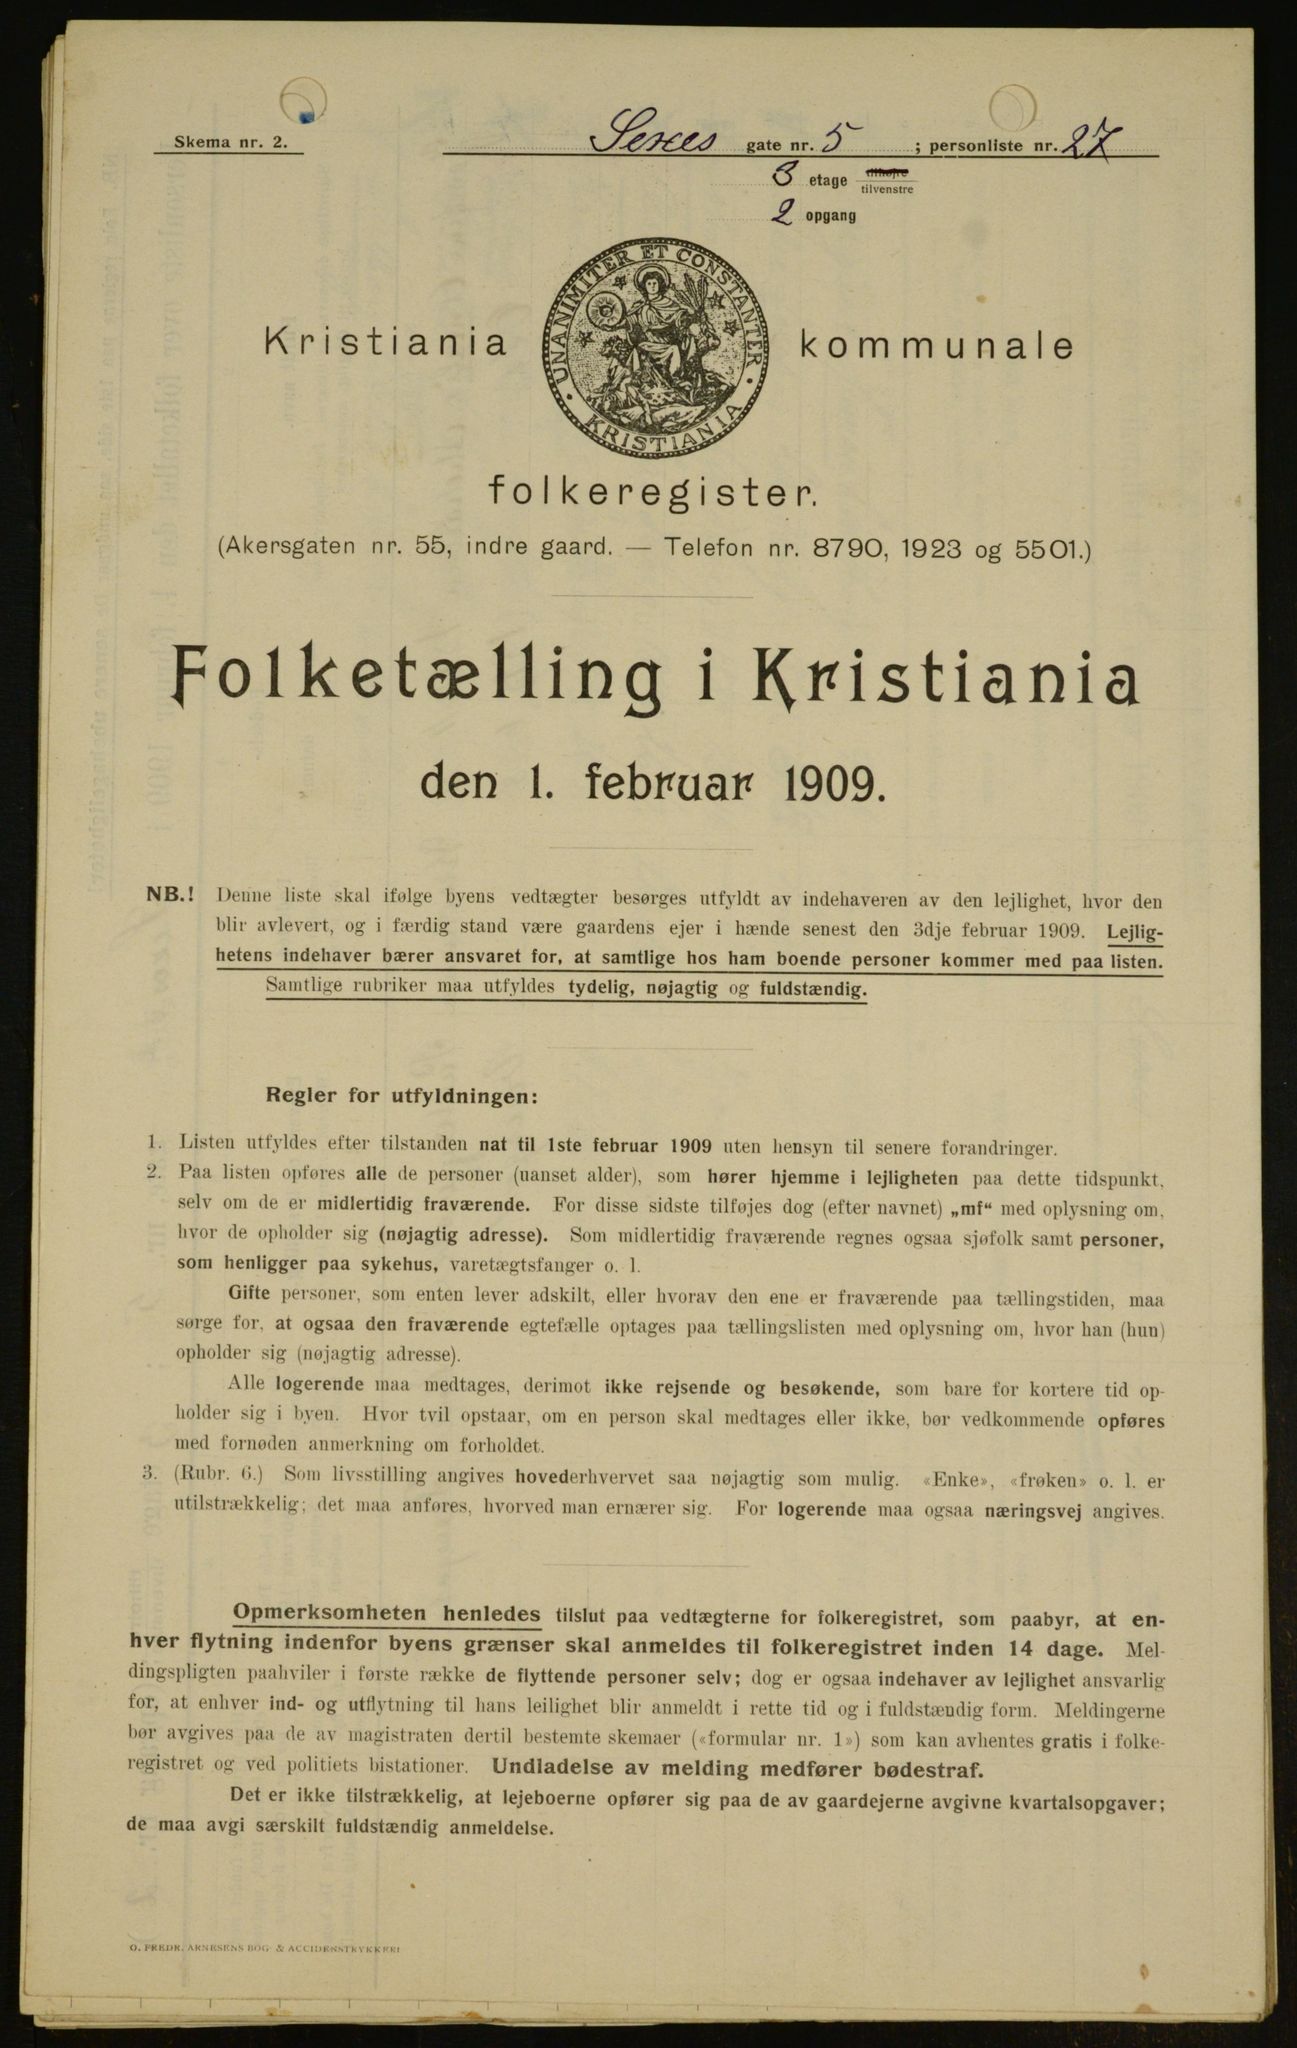 Skema nr. 2.
Sexes gate nr. 5 ; personliste nr. 27
3 etage tilhøjre tilvenstre
2 opgang
UNANIMITER ET CONSTANTER · KRISTIANIA ·
Kristiania kommunale
folkeregister.
(Akersgaten nr. 55, indre gaard. — Telefon nr. 8790, 1923 og 5501.)
Folketælling i Kristiania
den 1. februar 1909.
NB.! Denne liste skal ifølge byens vedtægter besørges utfyldt av indehaveren av den lejlighet, hvor den
blir avlevert, og i færdig stand være gaardens ejer i hænde senest den 3dje februar 1909. Lejlig-
hetens indehaver bærer ansvaret for, at samtlige hos ham boende personer kommer med paa listen.
Samtlige rubriker maa utfyldes tydelig, nøjagtig og fuldstændig.
Regler for utfyldningen:
1. Listen utfyldes efter tilstanden nat til 1ste februar 1909 uten hensyn til senere forandringer.
2. Paa listen opføres alle de personer (uanset alder), som hører hjemme i lejligheten paa dette tidspunkt,
selv om de er midlertidig fraværende. For disse sidste tilføjes dog (efter navnet) „mf“ med oplysning om,
hvor de opholder sig (nøjagtig adresse). Som midlertidig fraværende regnes ogsaa sjøfolk samt personer,
som henligger paa sykehus, varetægtsfanger o. l.
Gifte personer, som enten lever adskilt, eller hvorav den ene er fraværende paa tællingstiden, maa
sørge for, at ogsaa den fraværende egtefælle optages paa tællingslisten med oplysning om, hvor han (hun)
opholder sig (nøjagtig adresse).
Alle logerende maa medtages, derimot ikke rejsende og besøkende, som bare for kortere tid op-
holder sig i byen. Hvor tvil opstaar, om en person skal medtages eller ikke, bør vedkommende opføres
med fornøden anmerkning om forholdet.
3. (Rubr. 6.) Som livsstilling angives hovederhvervet saa nøjagtig som mulig. «Enke», «frøken» o. l. er
utilstrækkelig; det maa anføres, hvorved man ernærer sig. For logerende maa ogsaa næringsvej angives.
Opmerksomheten henledes tilslut paa vedtægterne for folkeregistret, som paabyr, at en-
hver flytning indenfor byens grænser skal anmeldes til folkeregistret inden 14 dage. Mel-
dingspligten paahviler i første række de flyttende personer selv; dog er ogsaa indehaver av lejlighet ansvarlig
for, at enhver ind- og utflytning til hans leilighet blir anmeldt i rette tid og i fuldstændig form. Meldingerne
bør avgives paa de av magistraten dertil bestemte skemaer («formular nr. 1») som kan avhentes gratis i folke-
registret og ved politiets bistationer. Undladelse av melding medfører bødestraf.
Det er ikke tilstrækkelig, at lejeboerne opfører sig paa de av gaardejerne avgivne kvartalsopgaver;
de maa avgi særskilt fuldstændig anmeldelse.
O. FREDR. ARNESENS BOG & ACCIDENSTRYKKERI